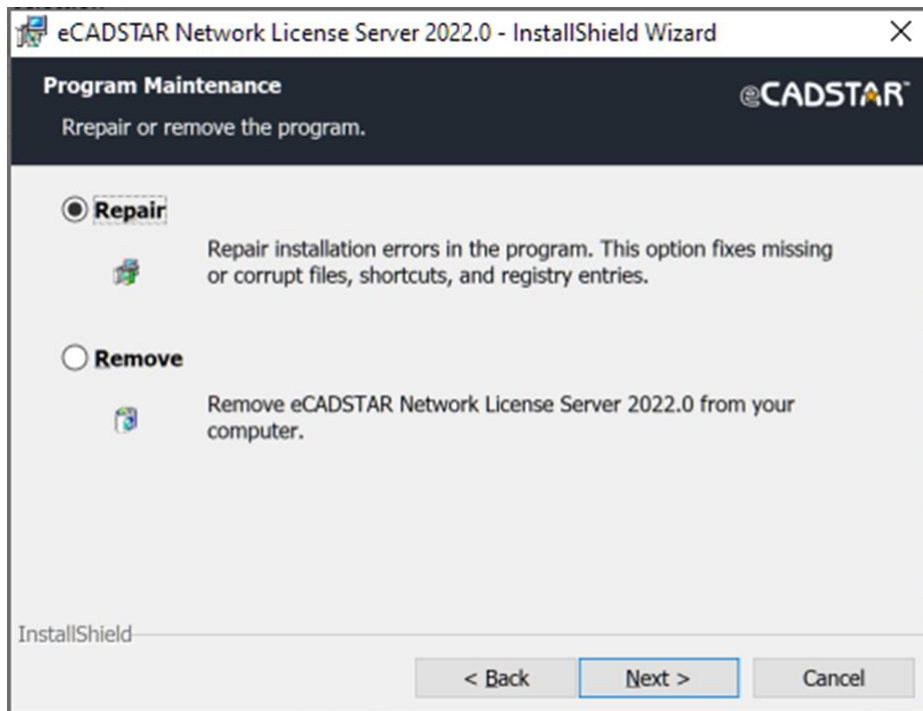 eCADSTAR Network License Server 2022.0 - InstallShield Wizard
Program Maintenance
eCADSTAR™
Rrepair or remove the program.
Repair
Repair installation errors in the program. This option fixes missing
or corrupt files, shortcuts, and registry entries.
Remove
Remove eCADSTAR Network License Server 2022.0 from your
computer.
InstallShield
< Back
Next >
Cancel